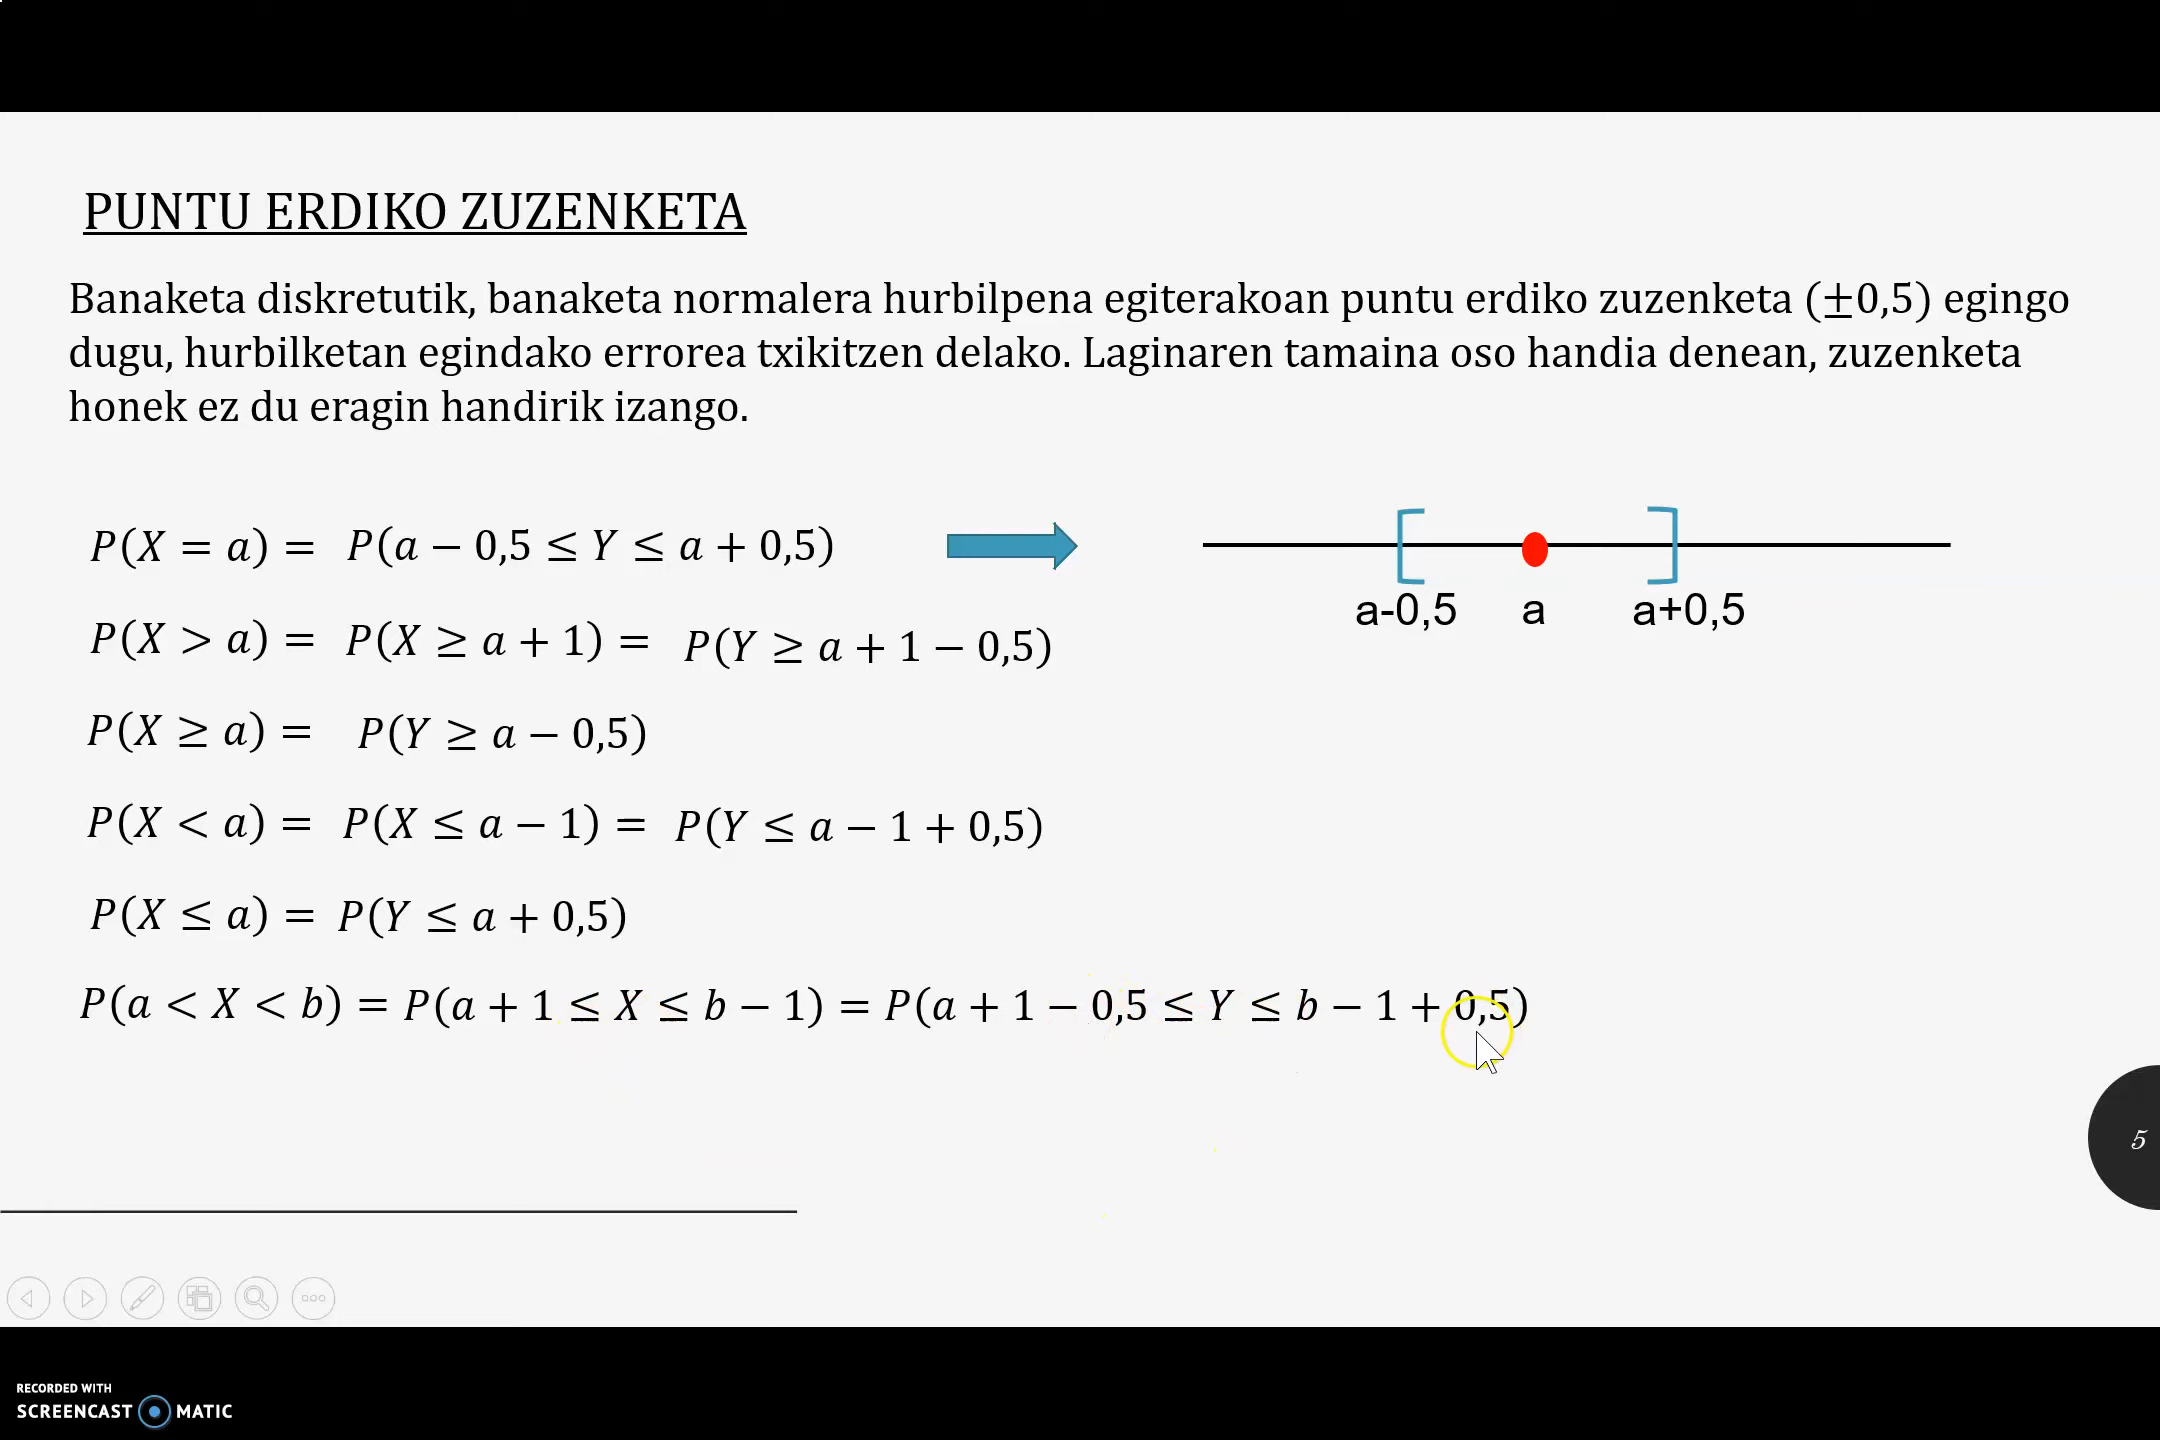 PUNTU ERDIKO ZUZENKETA
Banaketa diskretutik, banaketa normalera hurbilpena egiterakoan puntu erdiko zuzenketa (±0,5) egingo
dugu, hurbilketan egindako errorea txikitzen delako. Laginaren tamaina oso handia denean, zuzenketa
honek ez du eragin handirik izango.
P(X = a) = P(a − 0,5 ≤ Y ≤ a + 0,5)
a-0,5 a a+0,5
P(X > a) = P(X ≥ a + 1) = P(Y ≥ a + 1 − 0,5)
P(X ≥ a) = P(Y ≥ a − 0,5)
P(X < a) = P(X ≤ a − 1) = P(Y ≤ a − 1 + 0,5)
P(X ≤ a) = P(Y ≤ a + 0,5)
P(a < X < b) = P(a + 1 ≤ X ≤ b − 1) = P(a + 1 − 0,5 ≤ Y ≤ b − 1 + 0,5)
5
RECORDED WITH
SCREENCAST MATIC